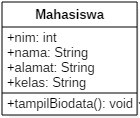 Mahasiswa
+nim: int
+nama: String
+alamat: String
+kelas: String
+tampilBiodata(): void